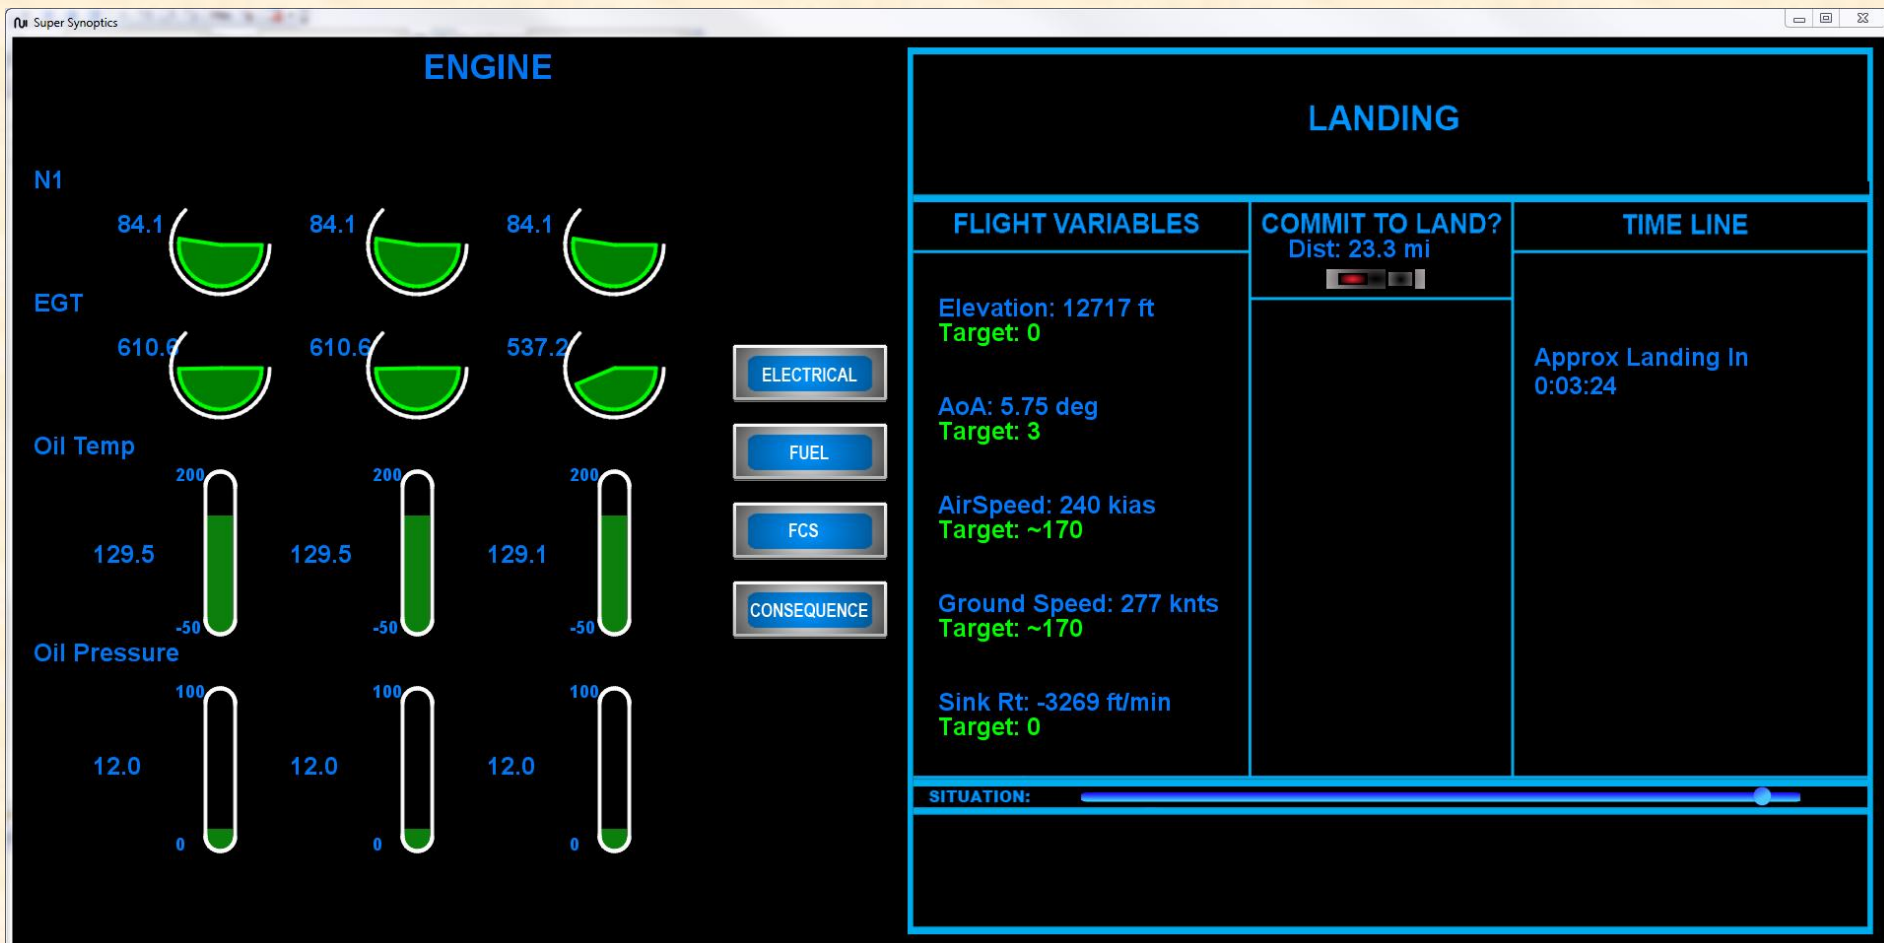 Super Synoptics
ENGINE
N1
84.1 84.1 84.1
EGT
610.6 610.6 537.2
Oil Temp
200 200 200
129.5 129.5 129.1
-50 -50 -50
Oil Pressure
100 100 100
12.0 12.0 12.0
0 0 0
ELECTRICAL
FUEL
FCS
CONSEQUENCE
LANDING
FLIGHT VARIABLES
Elevation: 12717 ft
Target: 0
AoA: 5.75 deg
Target: 3
AirSpeed: 240 kias
Target: ~170
Ground Speed: 277 knts
Target: ~170
Sink Rt: -3269 ft/min
Target: 0
COMMIT TO LAND?
Dist: 23.3 mi
TIME LINE
Approx Landing In
0:03:24
SITUATION: